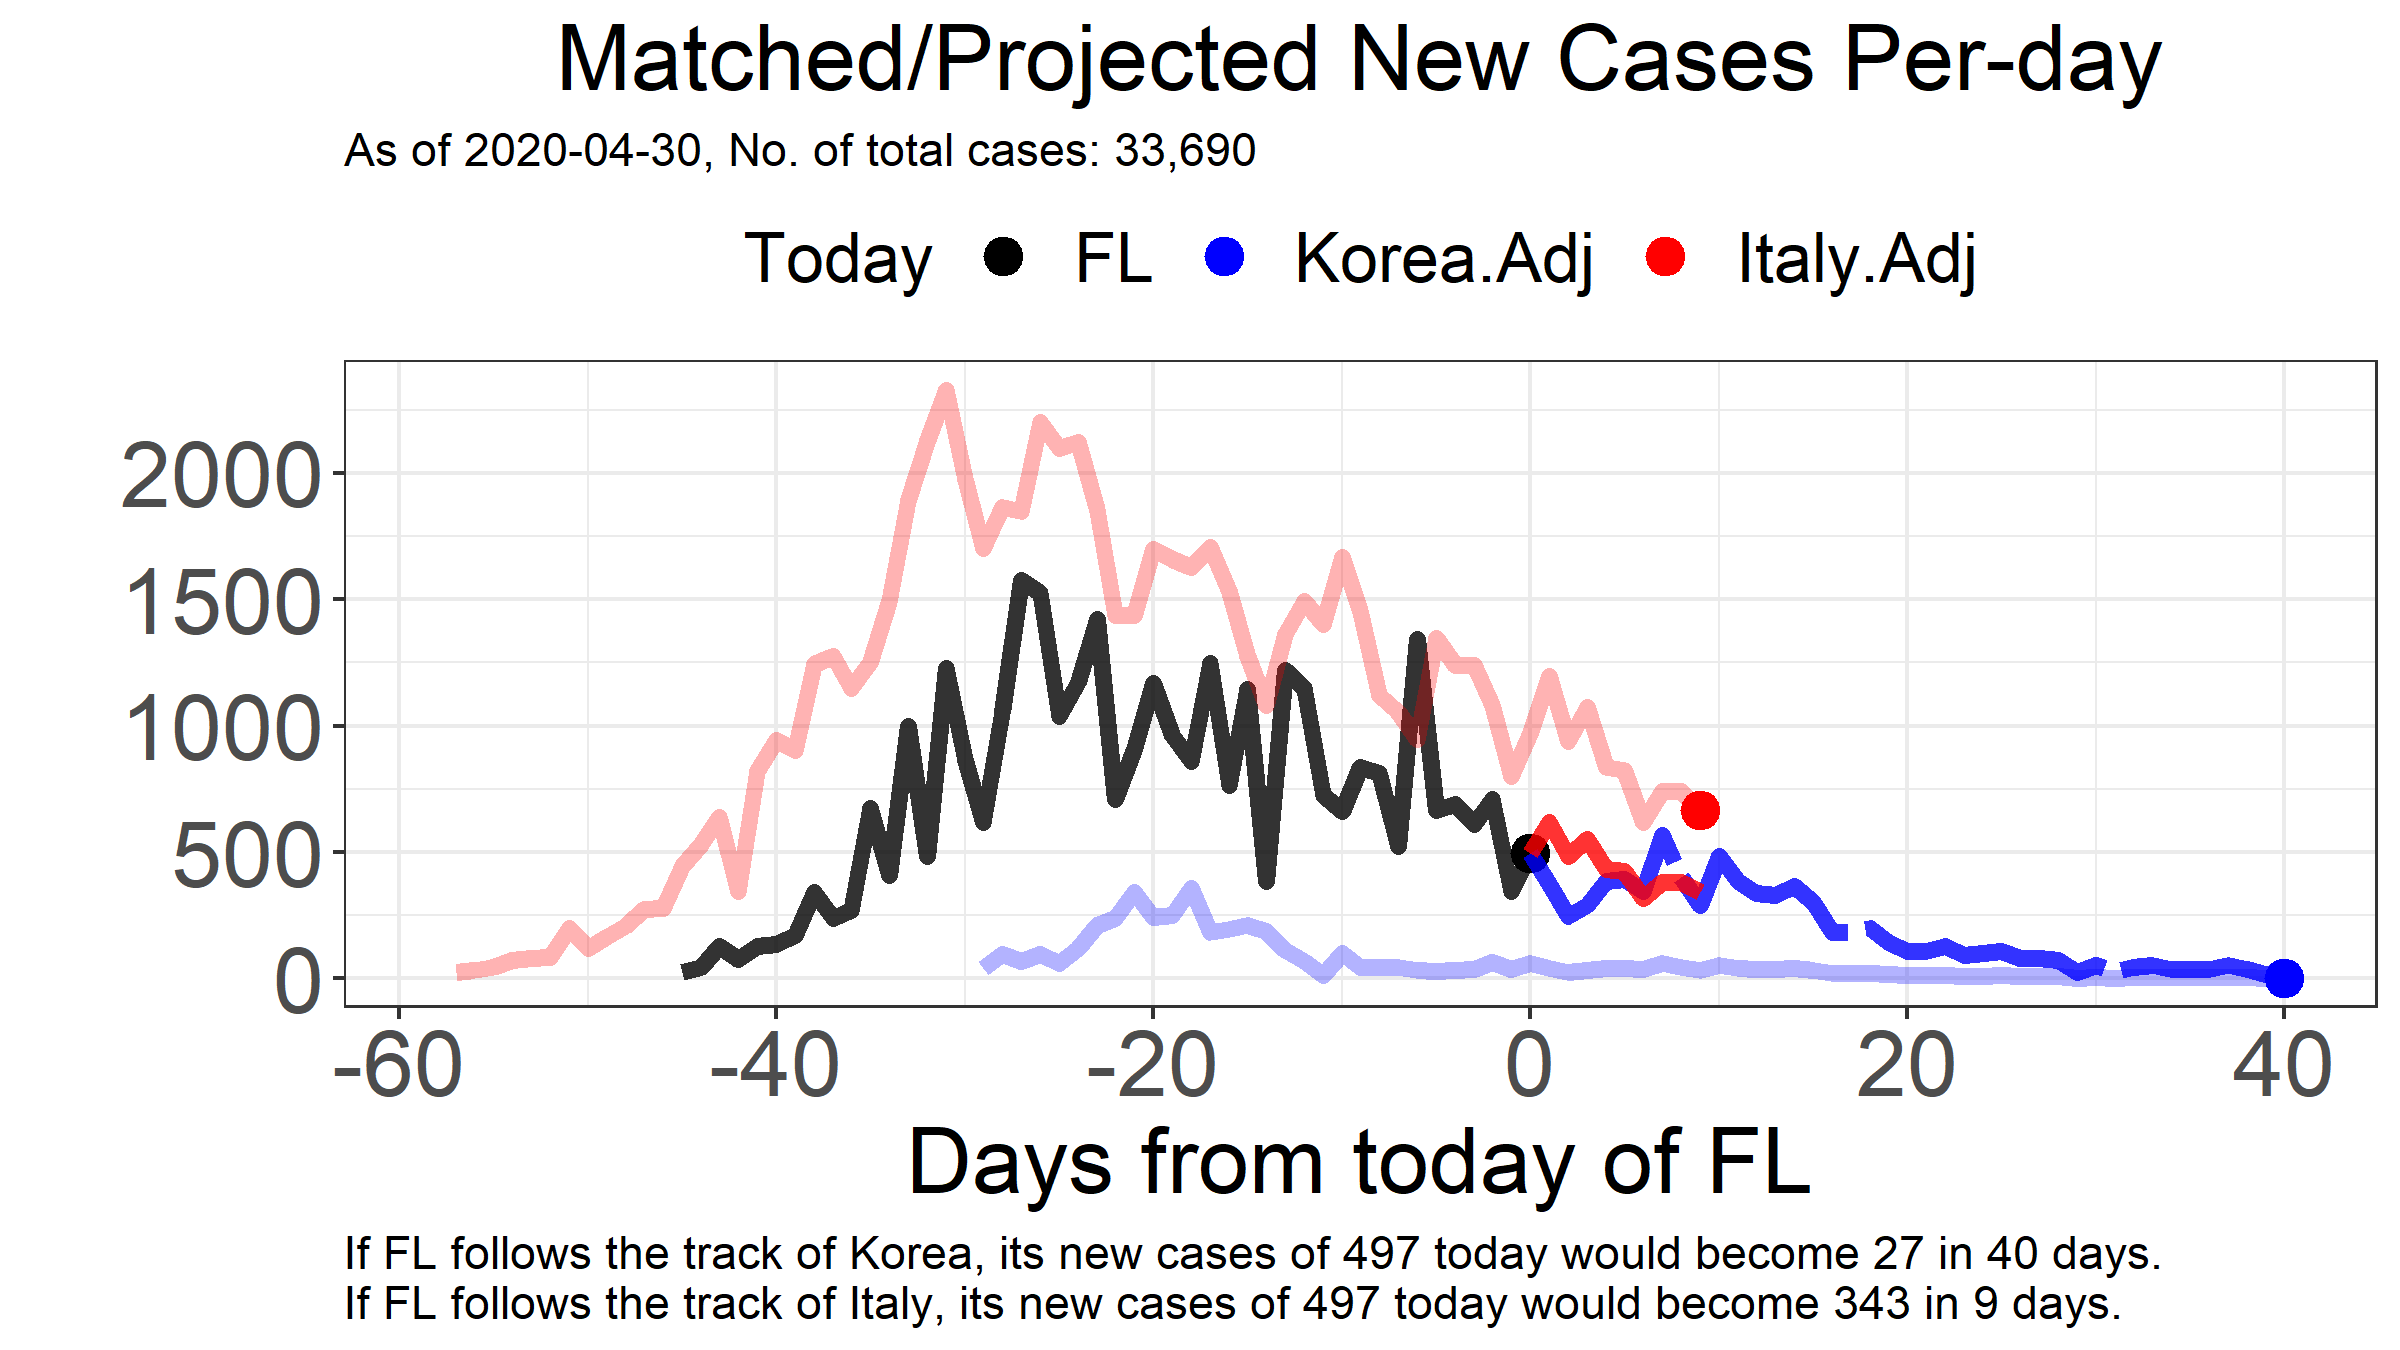 Matched/Projected New Cases Per-day
As of 2020-04-30, No. of total cases: 33,690
Today FL Korea.Adj Italy.Adj
2000
1500
1000
500
0
-60 -40 -20 0 20 40
Days from today of FL
If FL follows the track of Korea, its new cases of 497 today would become 27 in 40 days.
If FL follows the track of Italy, its new cases of 497 today would become 343 in 9 days.